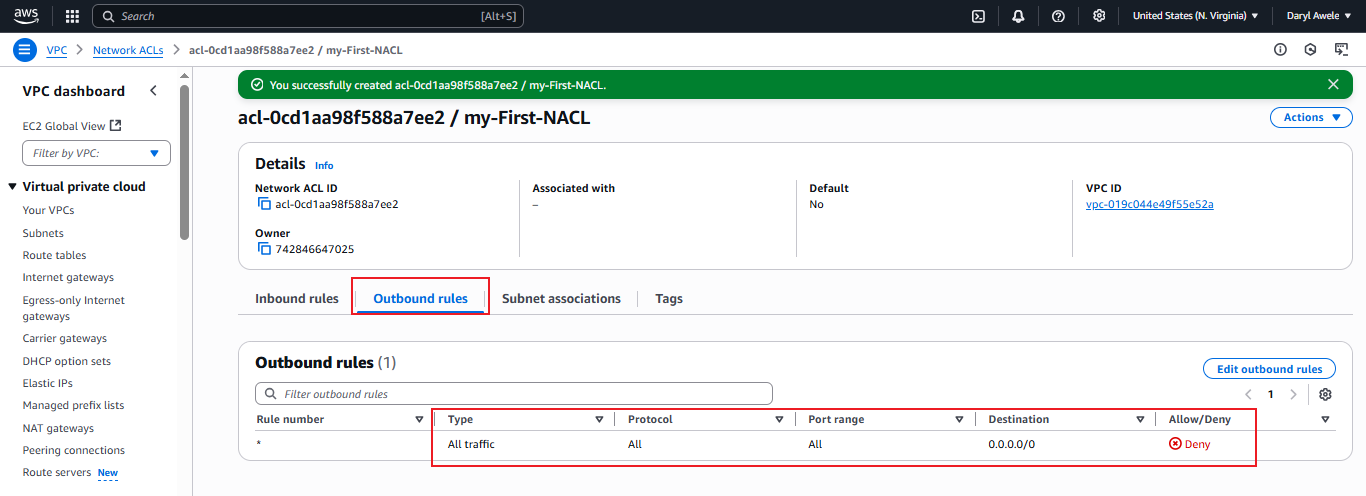 aws Search [Alt+S] United States (N. Virginia) Daryl Awele
VPC Network ACLs acl-0cd1aa98f588a7ee2 / my-First-NACL
VPC dashboard
EC2 Global View
Filter by VPC:
Virtual private cloud
Your VPCs
Subnets
Route tables
Internet gateways
Egress-only Internet
gateways
Carrier gateways
DHCP option sets
Elastic IPs
Managed prefix lists
NAT gateways
Peering connections
Route servers New
You successfully created acl-0cd1aa98f588a7ee2 / my-First-NACL.
acl-0cd1aa98f588a7ee2 / my-First-NACL Actions
Details Info
Network ACL ID
acl-0cd1aa98f588a7ee2
Owner
742846647025
Associated with
–
Default
No
VPC ID
vpc-019c044e49f55e52a
Inbound rules Outbound rules Subnet associations Tags
Outbound rules (1) Edit outbound rules
Filter outbound rules 1
Rule number Type Protocol Port range Destination Allow/Deny
* All traffic All All 0.0.0.0/0 Deny